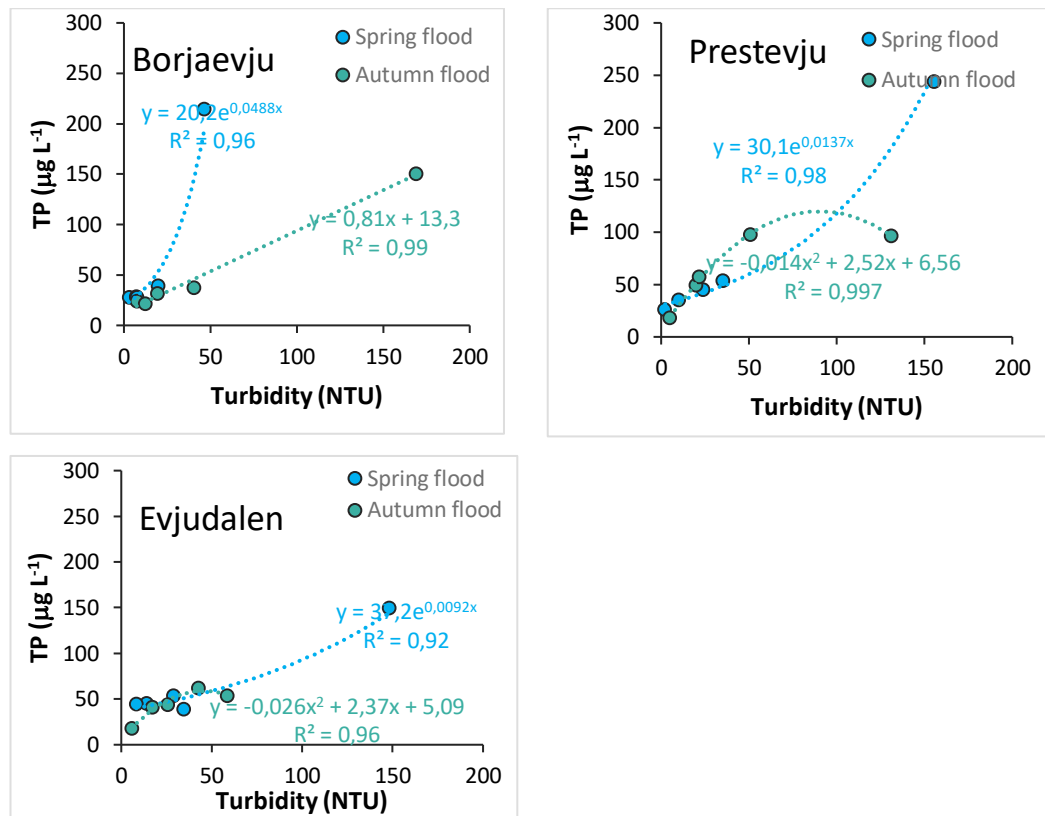 Borjaevju
Spring flood
Autumn flood
y = 20,2e^0,0488x
R² = 0,96
y = 0,81x + 13,3
R² = 0,99
TP (µg L⁻¹)
300
250
200
150
100
50
0
0 50 100 150 200
Turbidity (NTU)
Prestevju
Spring flood
Autumn flood
y = 30,1e^0,0137x
R² = 0,98
y = -0,014x² + 2,52x + 6,56
R² = 0,997
TP (µg L⁻¹)
300
250
200
150
100
50
0
0 50 100 150 200
Turbidity (NTU)
Evjudalen
Spring flood
Autumn flood
y = 37,2e^0,0092x
R² = 0,92
y = -0,026x² + 2,37x + 5,09
R² = 0,96
TP (µg L⁻¹)
300
250
200
150
100
50
0
0 50 100 150 200
Turbidity (NTU)